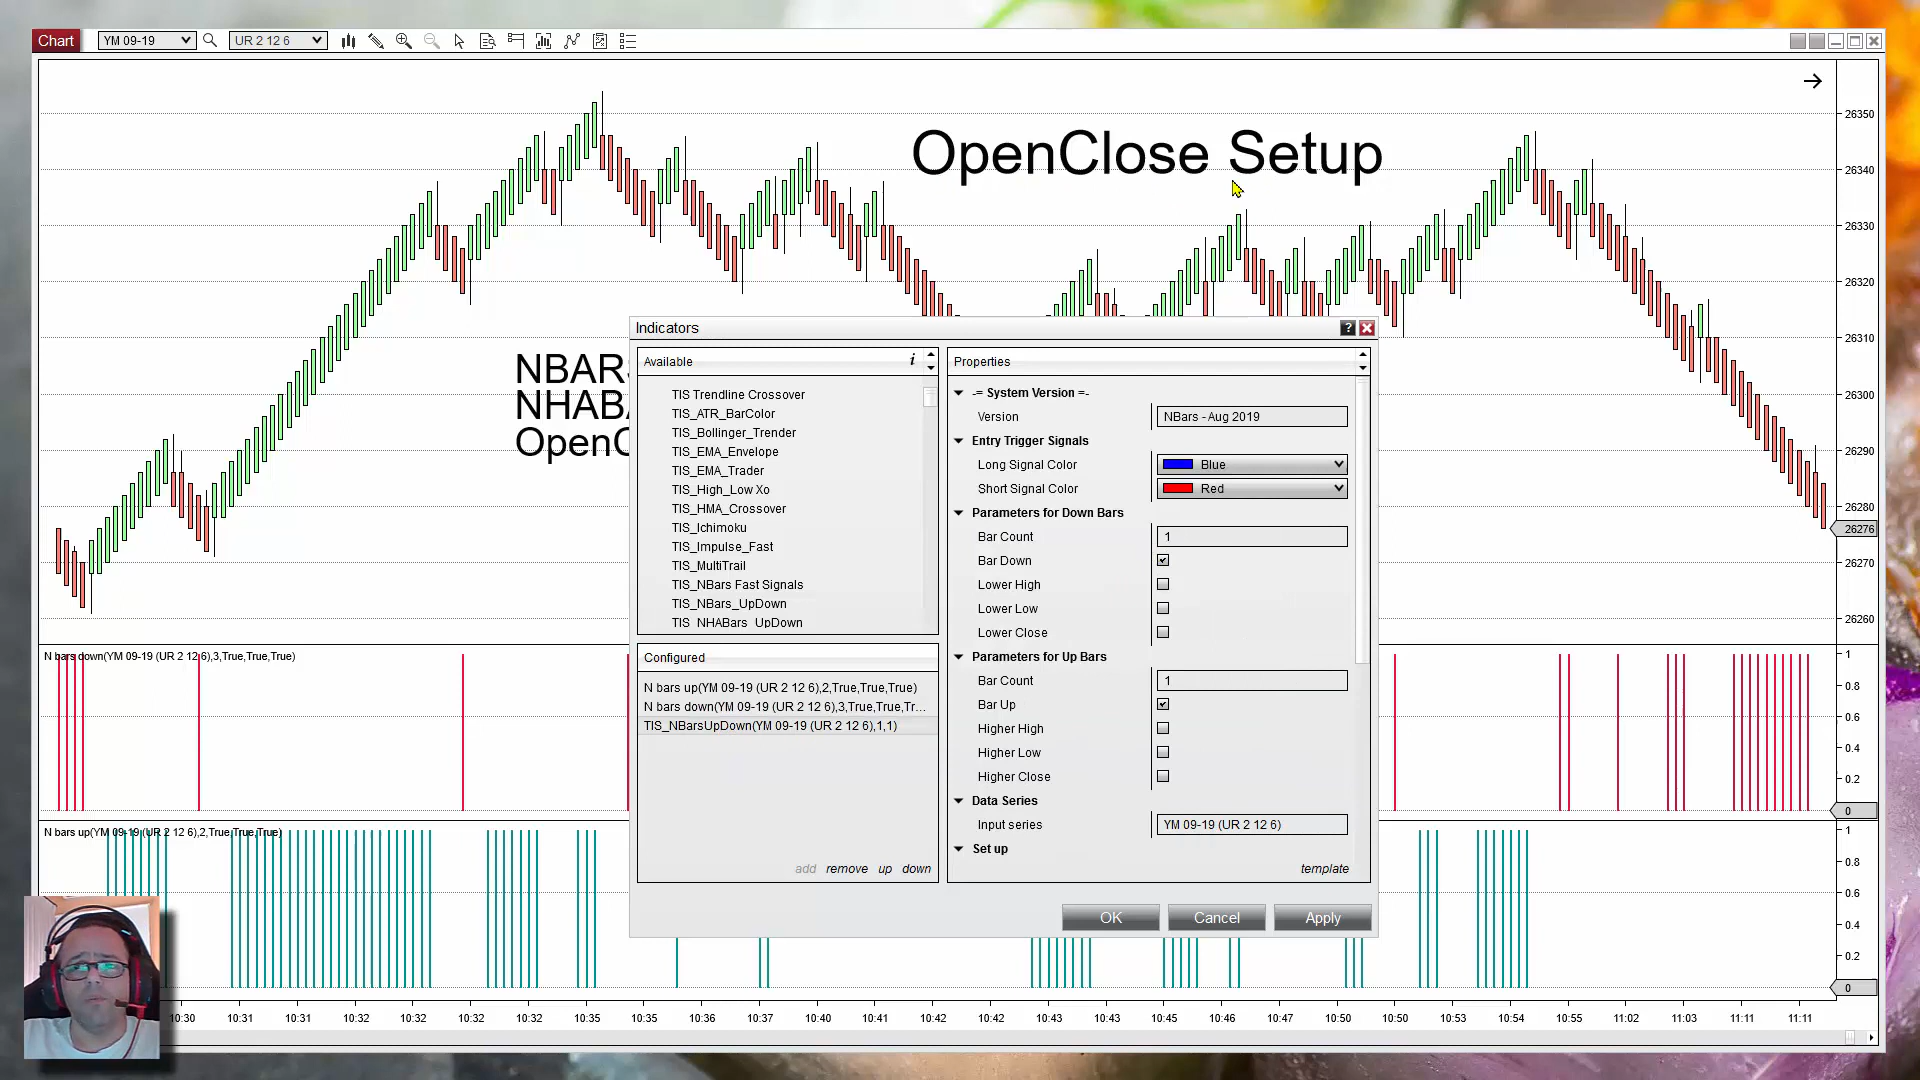 Chart
YM 09-19
UR 2 12 6
OpenClose Setup
26350
26340
26330
26320
26310
26300
26290
26280
26276
26270
26260
Indicators
?
Available
i
TIS Trendline Crossover
TIS_ATR_BarColor
TIS_Bollinger_Trender
TIS_EMA_Envelope
TIS_EMA_Trader
TIS_High_Low Xo
TIS_HMA_Crossover
TIS_Ichimoku
TIS_Impulse_Fast
TIS_MultiTrail
TIS_NBars Fast Signals
TIS_NBars_UpDown
TIS_NHABars_UpDown
Configured
N bars up(YM 09-19 (UR 2 12 6),2,True,True,True)
N bars down(YM 09-19 (UR 2 12 6),3,True,True,Tr...
TIS_NBarsUpDown(YM 09-19 (UR 2 12 6),1,1)
add remove up down
Properties
-= System Version =-
Version NBars - Aug 2019
Entry Trigger Signals
Long Signal Color Blue
Short Signal Color Red
Parameters for Down Bars
Bar Count 1
Bar Down
Lower High
Lower Low
Lower Close
Parameters for Up Bars
Bar Count 1
Bar Up
Higher High
Higher Low
Higher Close
Data Series
Input series YM 09-19 (UR 2 12 6)
Set up
template
OK Cancel Apply
NBARS
NHABA
OpenC
N bars down(YM 09-19 (UR 2 12 6),3,True,True,True)
1
0.8
0.6
0.4
0.2
0
N bars up(YM 09-19 (UR 2 12 6),2,True,True,True)
1
0.8
0.6
0.4
0.2
0
10:30 10:31 10:31 10:32 10:32 10:32 10:32 10:35 10:35 10:37 10:40 10:41 10:42 10:42 10:43 10:43 10:45 10:46 10:47 10:50 10:50 10:53 10:54 10:55 11:02 11:03 11:11 11:11